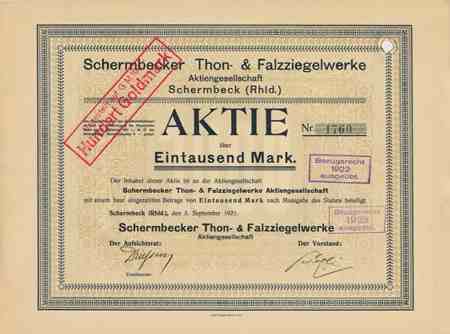 Schermbecker Thon- & Falzziegelwerke
Aktiengesellschaft
Schermbeck (Rhld.)
Hundert Goldmark
AKTIE
Nr. 1760
über
Eintausend Mark.
Bezugsrecht
1922
ausgeübt.
Der Inhaber dieser Aktie ist an der Aktiengesellschaft
Schermbecker Thon- & Falzziegelwerke Aktiengesellschaft
mit einem baar eingezahlten Betrage von Eintausend Mark nach Massgabe des Statuts beteiligt.
Bezugsrecht
1923
ausgeübt.
Schermbeck (Rhld.), den 3. September 1921.
Schermbecker Thon- & Falzziegelwerke
Aktiengesellschaft
Der Aufsichtsrat:
Der Vorstand: